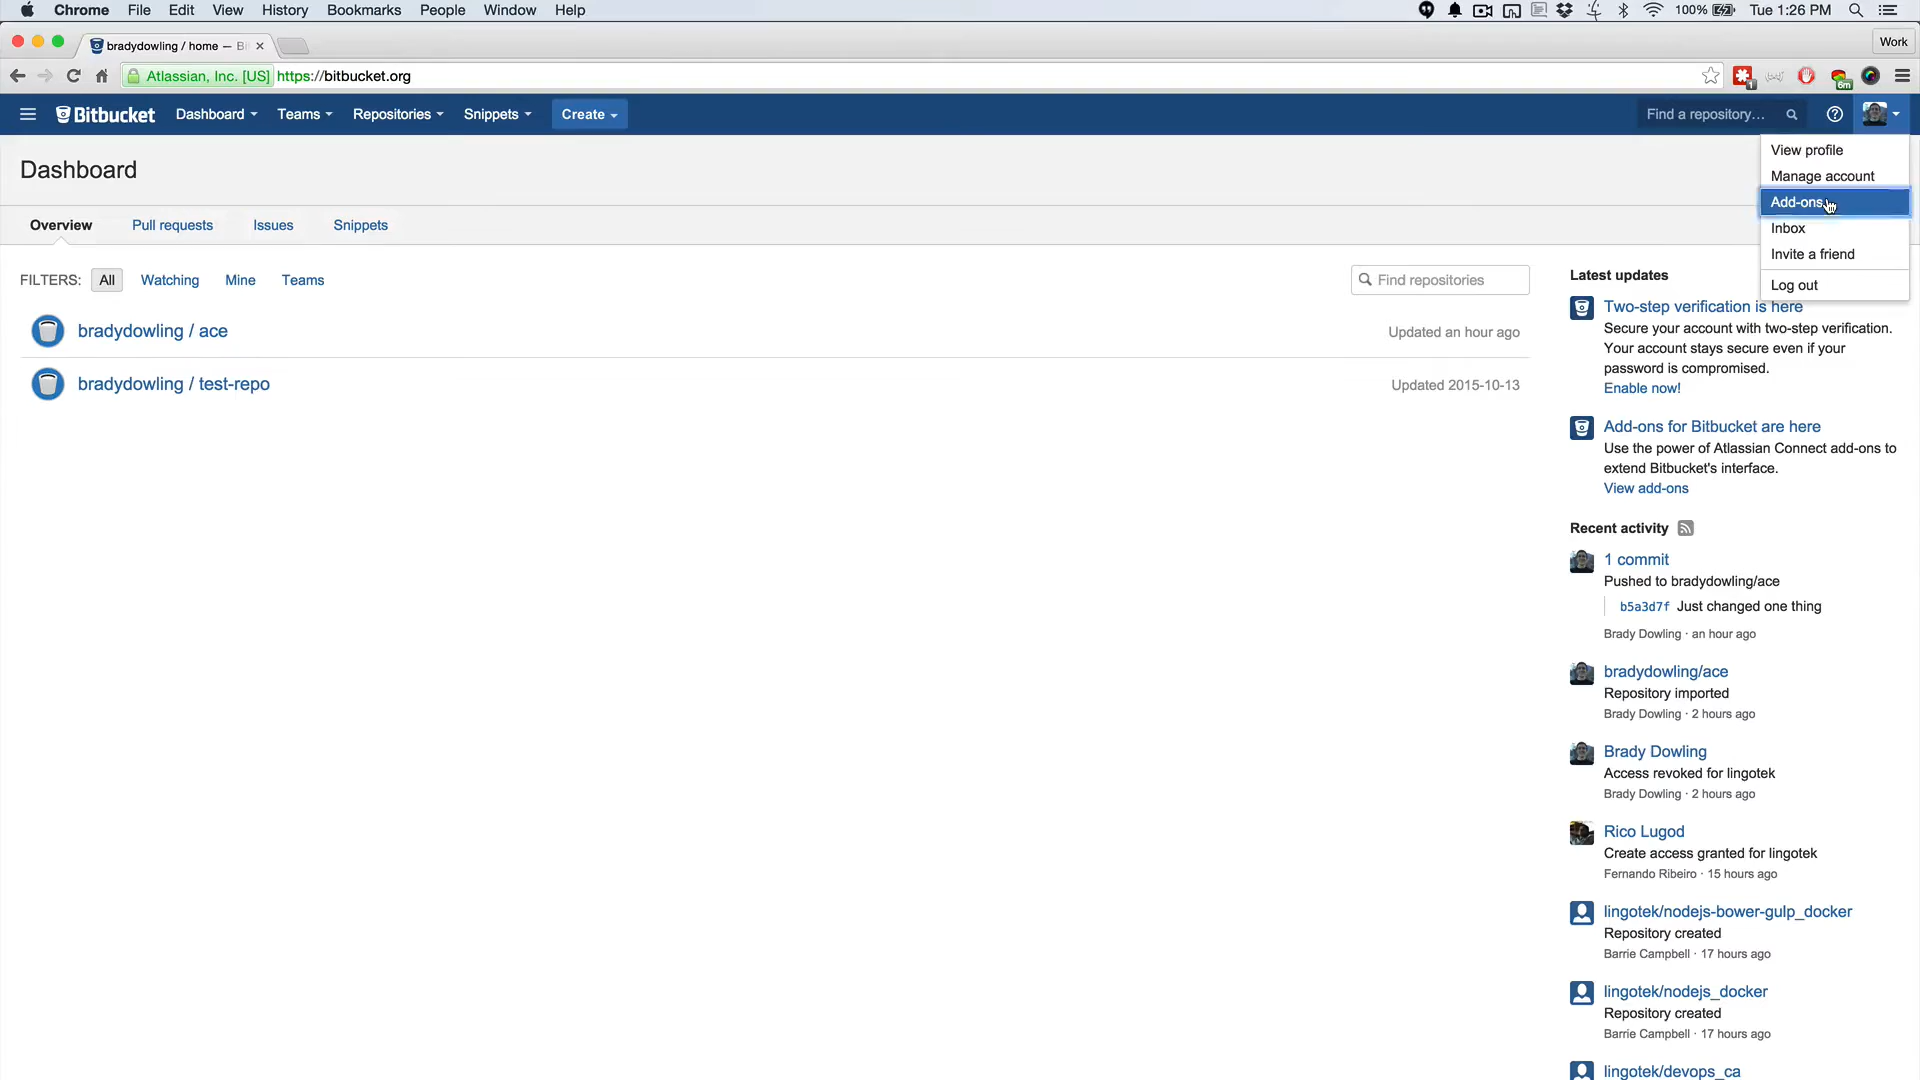 Chrome File Edit View History Bookmarks People Window Help
100% Tue 1:26 PM
bradydowling / home — Bi
Work
Atlassian, Inc. [US] https://bitbucket.org
1
6m
Bitbucket Dashboard Teams Repositories Snippets Create
Find a repository…
View profile
Manage account
Add-ons
Inbox
Invite a friend
Log out
Dashboard
Overview Pull requests Issues Snippets
FILTERS: All Watching Mine Teams
Find repositories
bradydowling / ace
Updated an hour ago
bradydowling / test-repo
Updated 2015-10-13
Latest updates
Two-step verification is here
Secure your account with two-step verification.
Your account stays secure even if your
password is compromised.
Enable now!
Add-ons for Bitbucket are here
Use the power of Atlassian Connect add-ons to
extend Bitbucket's interface.
View add-ons
Recent activity
1 commit
Pushed to bradydowling/ace
b5a3d7f Just changed one thing
Brady Dowling · an hour ago
bradydowling/ace
Repository imported
Brady Dowling · 2 hours ago
Brady Dowling
Access revoked for lingotek
Brady Dowling · 2 hours ago
Rico Lugod
Create access granted for lingotek
Fernando Ribeiro · 15 hours ago
lingotek/nodejs-bower-gulp_docker
Repository created
Barrie Campbell · 17 hours ago
lingotek/nodejs_docker
Repository created
Barrie Campbell · 17 hours ago
lingotek/devops_ca